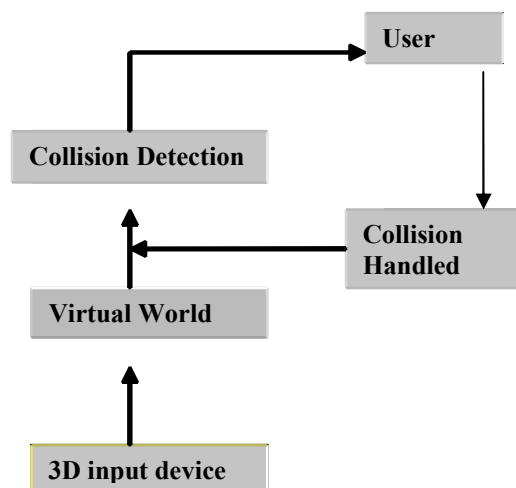 User
Collision Detection
Collision
Handled
Virtual World
3D input device